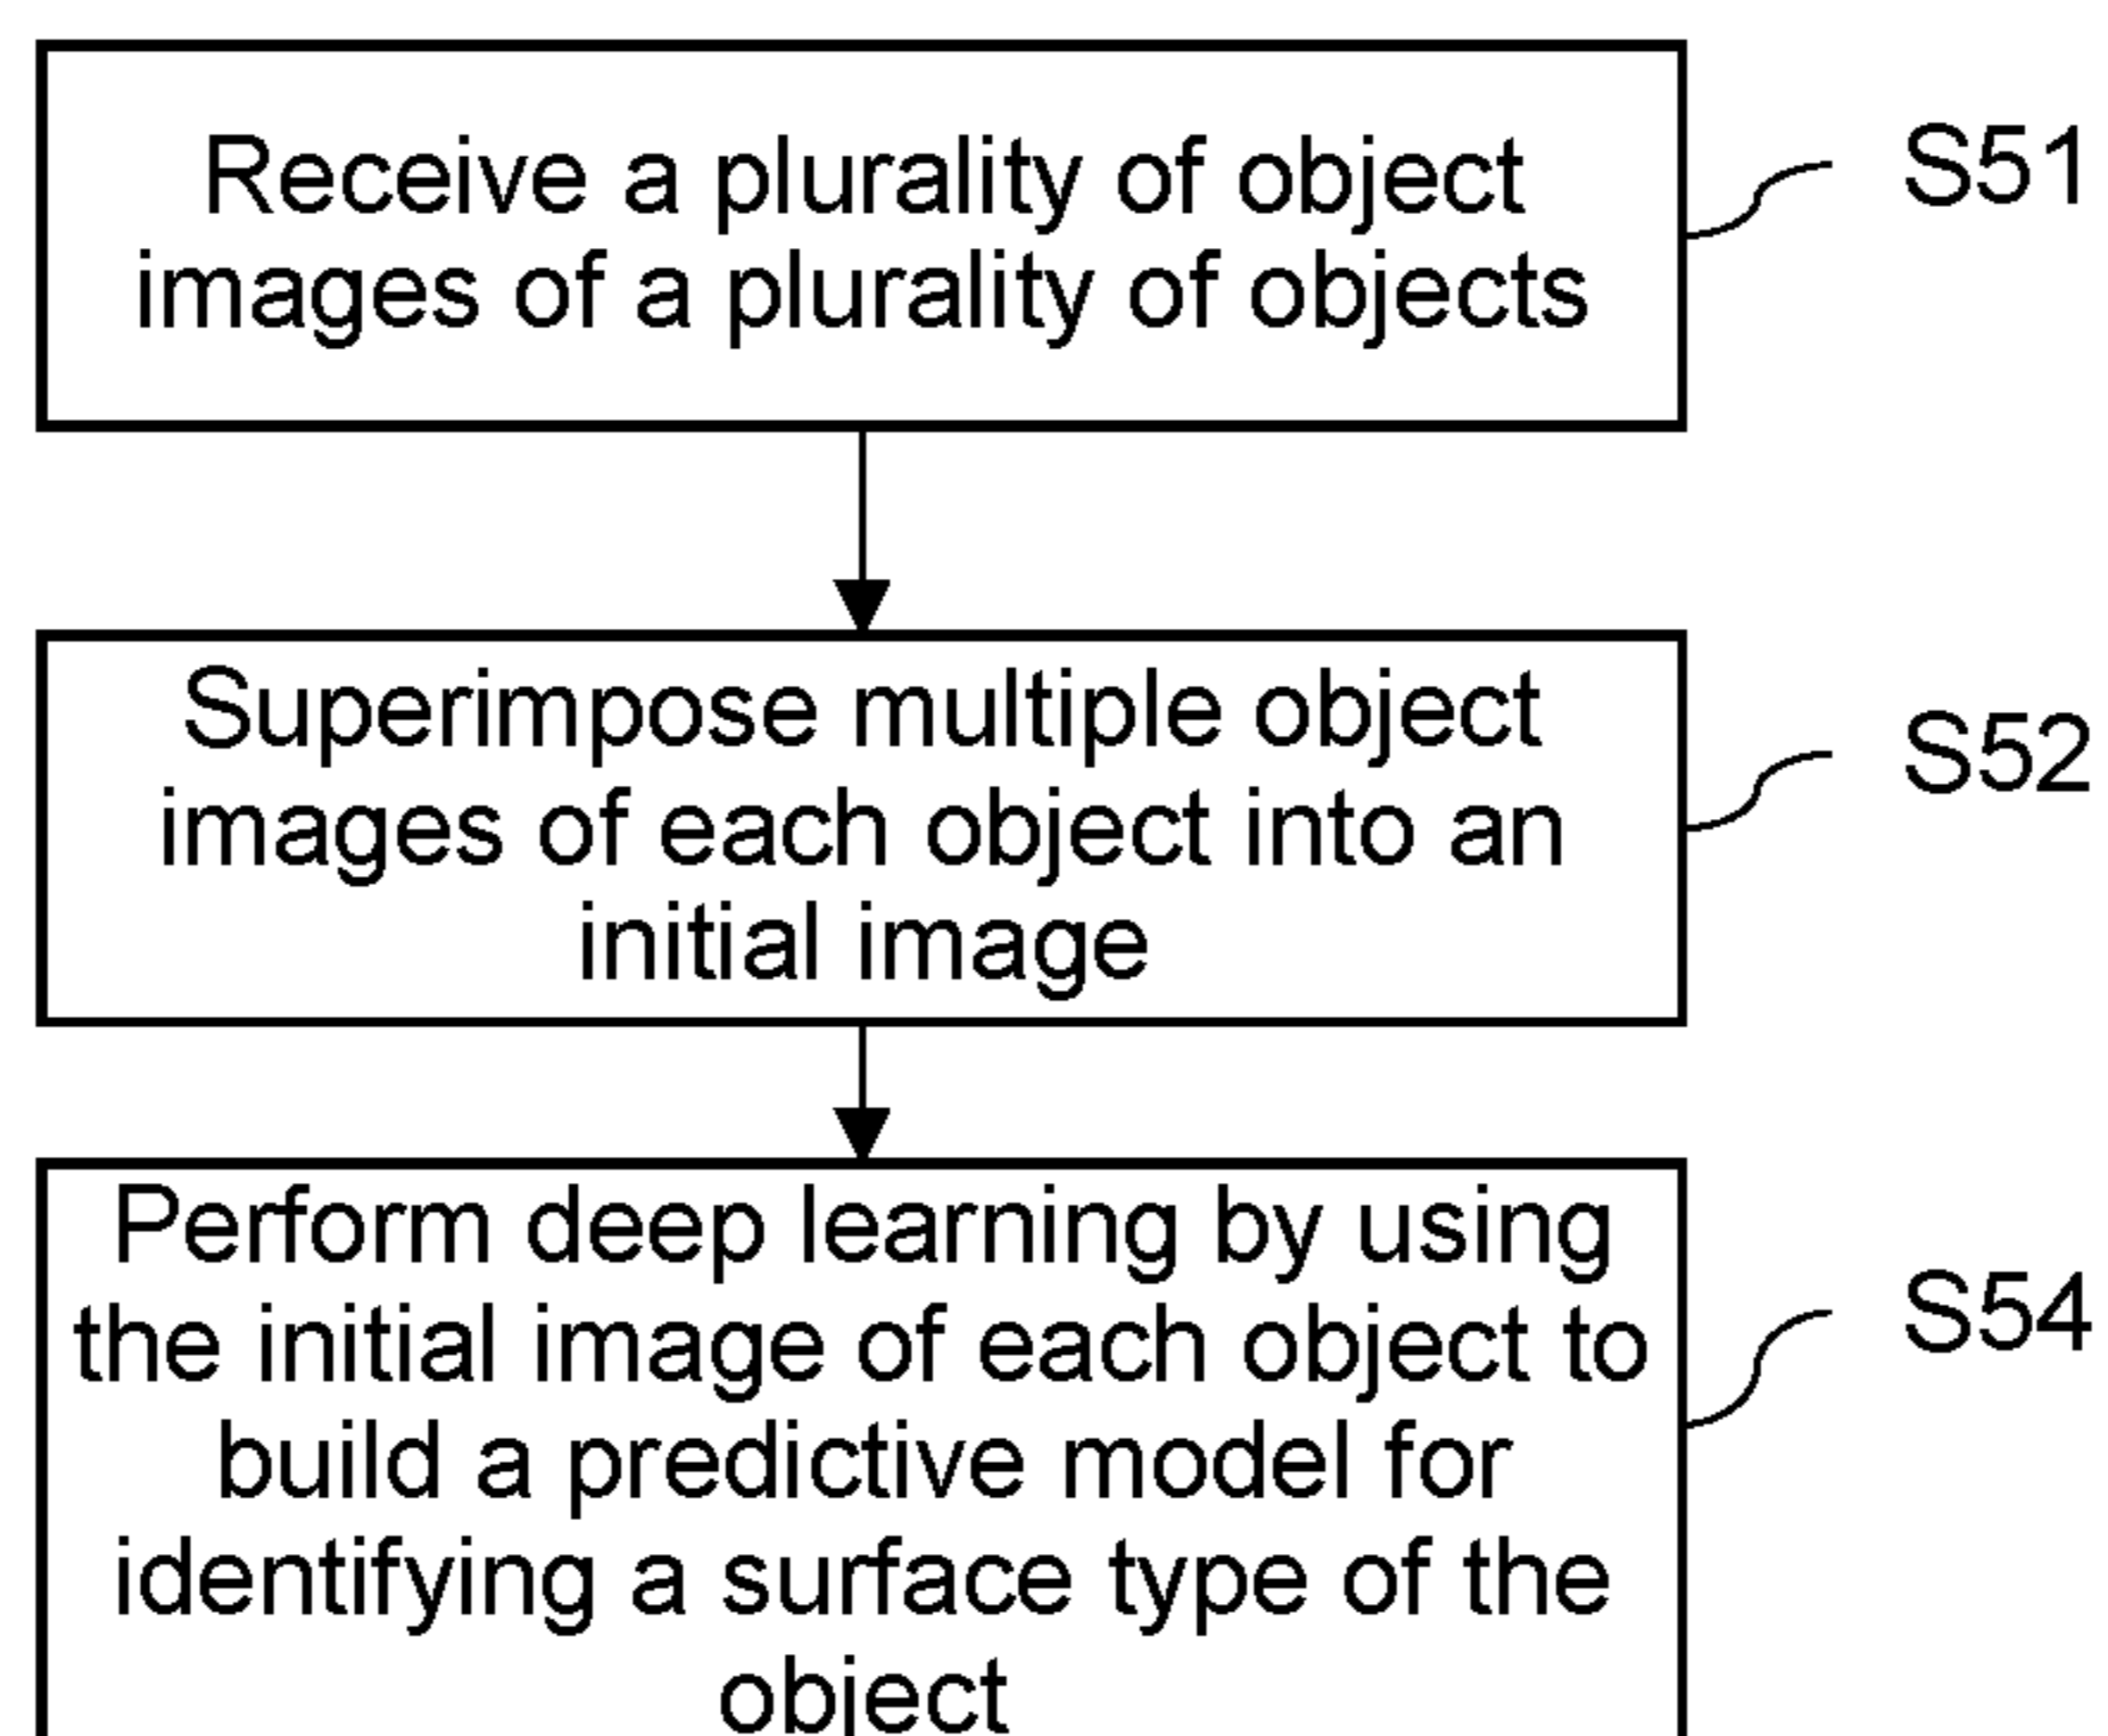 Receive a plurality of object
images of a plurality of objects
S51
Superimpose multiple object
images of each object into an
initial image
S52
Perform deep learning by using
the initial image of each object to
build a predictive model for
identifying a surface type of the
object
S54